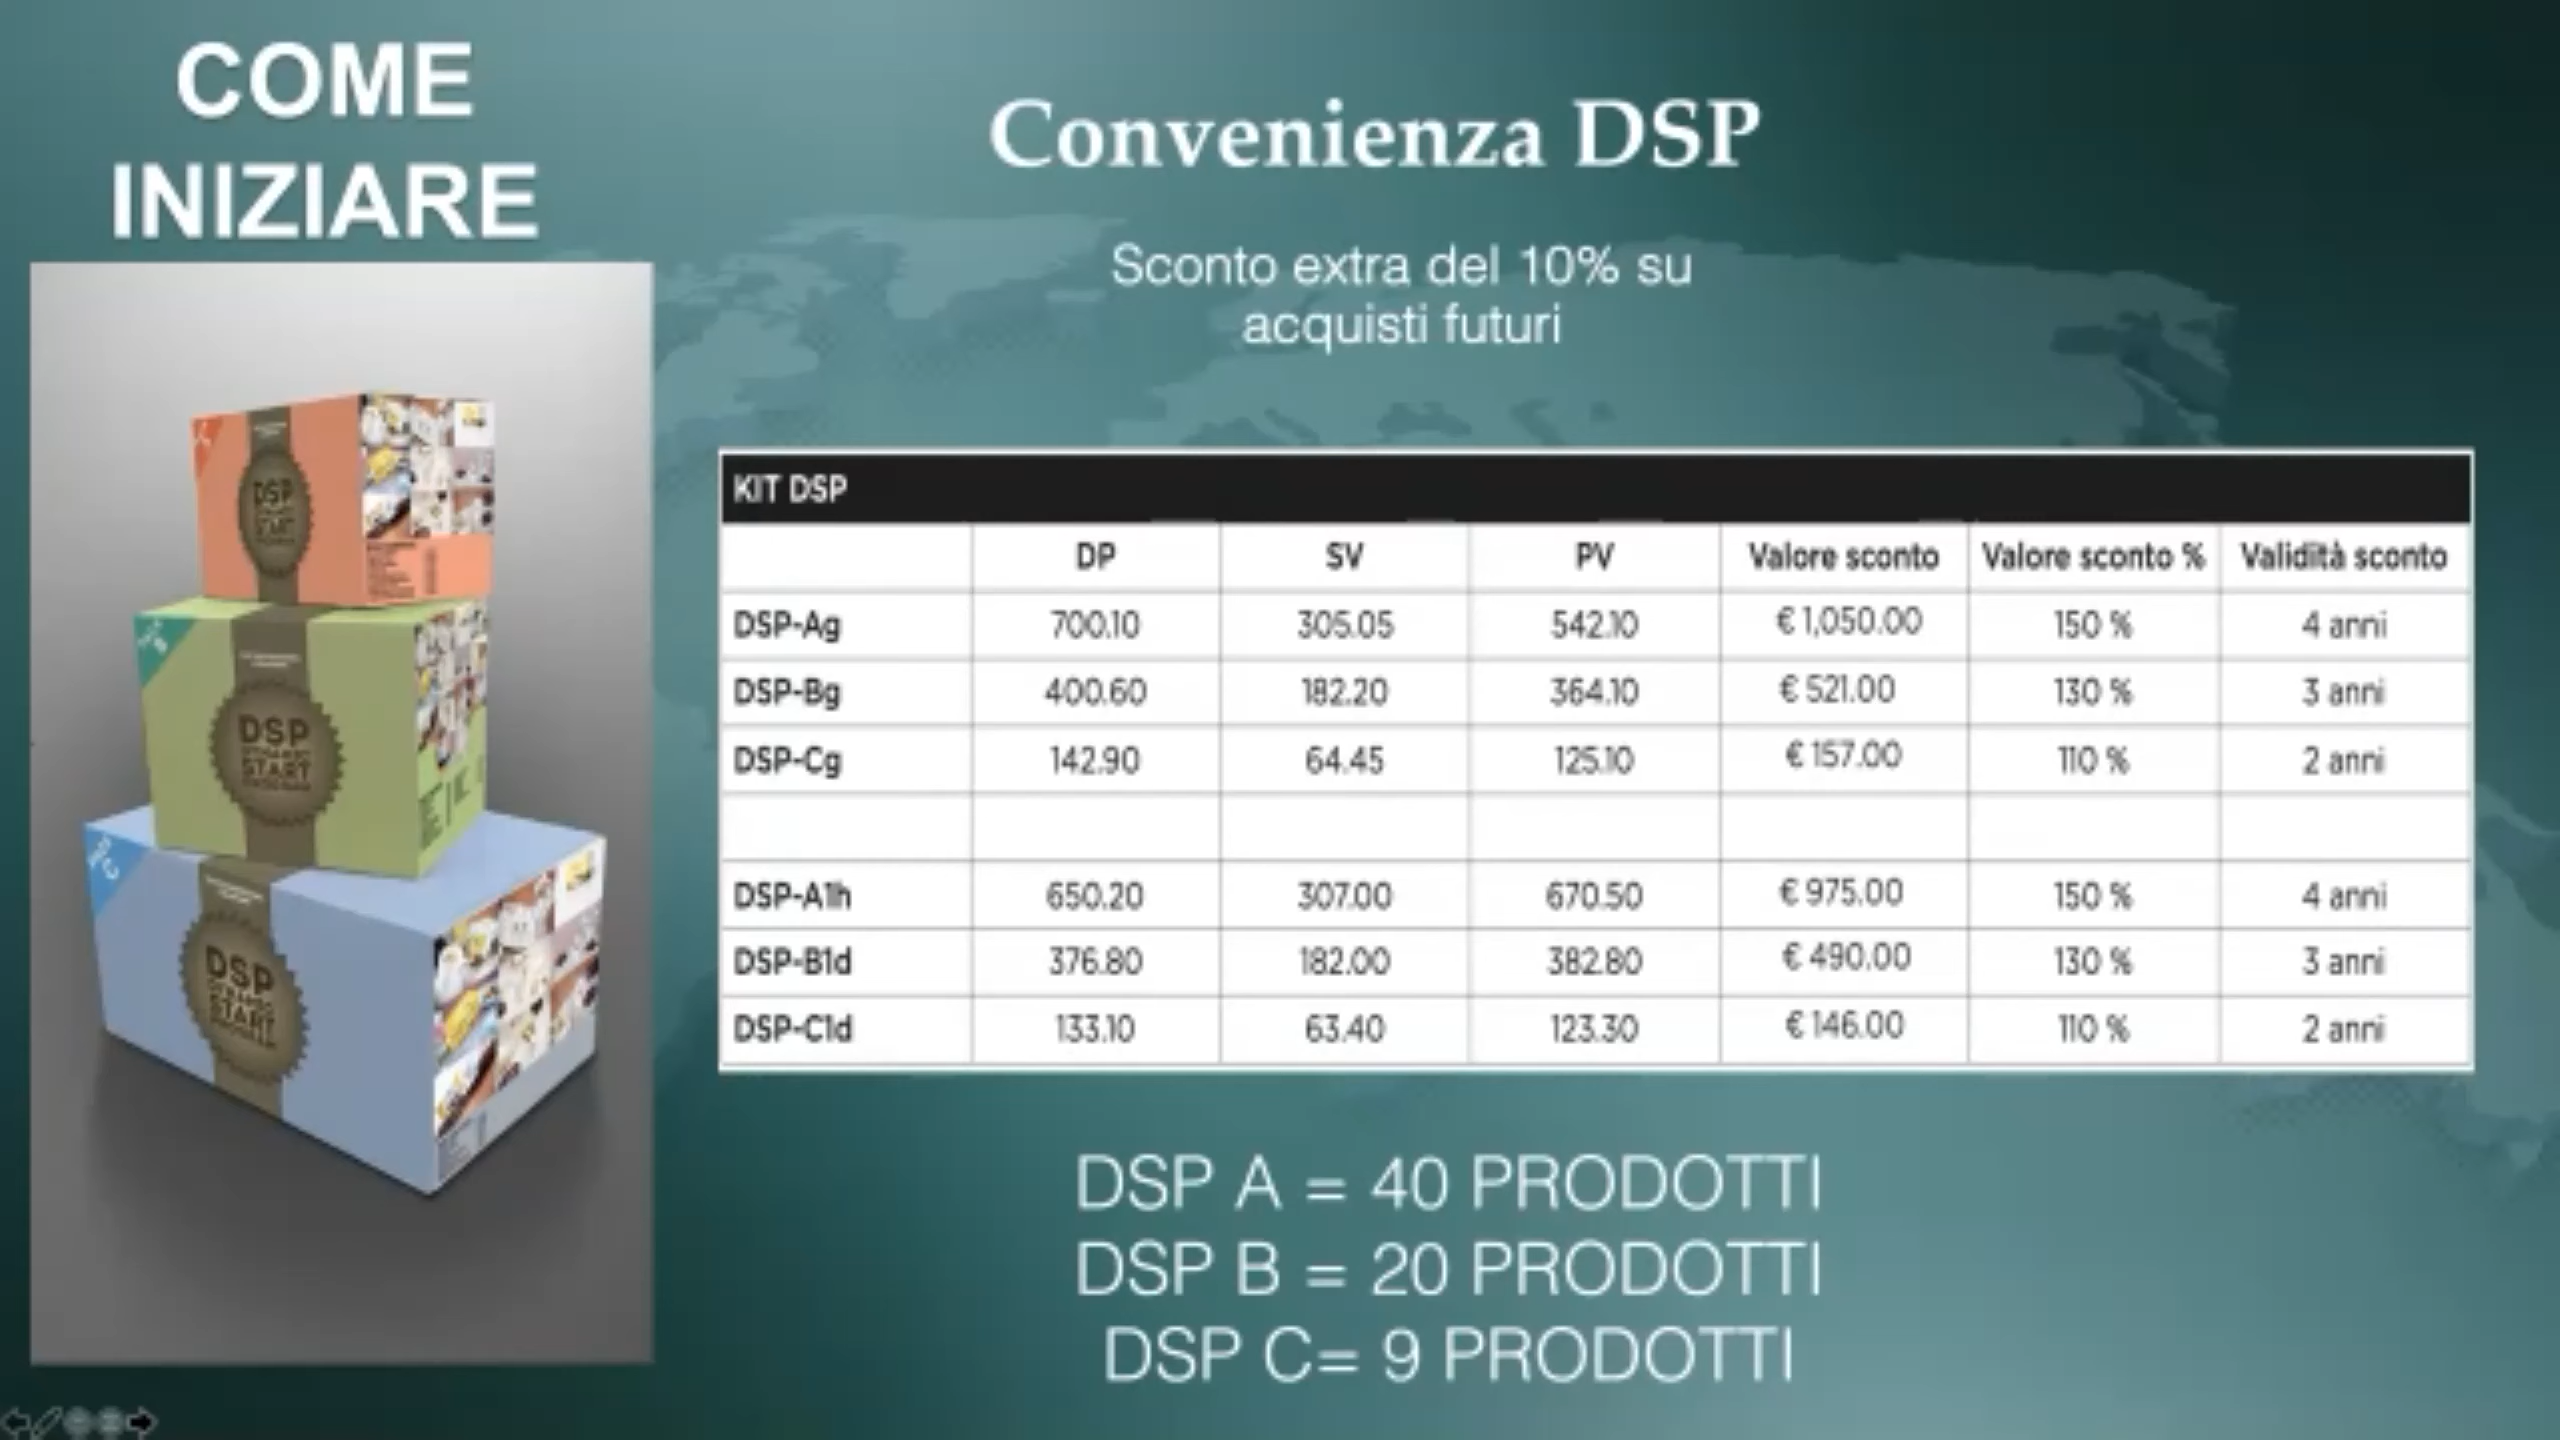 COME
INIZIARE
Convenienza DSP
Sconto extra del 10% su
acquisti futuri
KIT DSP
DP SV PV Valore sconto Valore sconto % Validità sconto
DSP-Ag 700.10 305.05 542.10 € 1,050.00 150 % 4 anni
DSP-Bg 400.60 182.20 364.10 € 521.00 130 % 3 anni
DSP-Cg 142.90 64.45 125.10 € 157.00 110 % 2 anni
DSP-A1h 650.20 307.00 670.50 € 975.00 150 % 4 anni
DSP-B1d 376.80 182.00 382.80 € 490.00 130 % 3 anni
DSP-C1d 133.10 63.40 123.30 € 146.00 110 % 2 anni
DSP
DSP
START
DSP
START
DSP A = 40 PRODOTTI
DSP B = 20 PRODOTTI
DSP C= 9 PRODOTTI